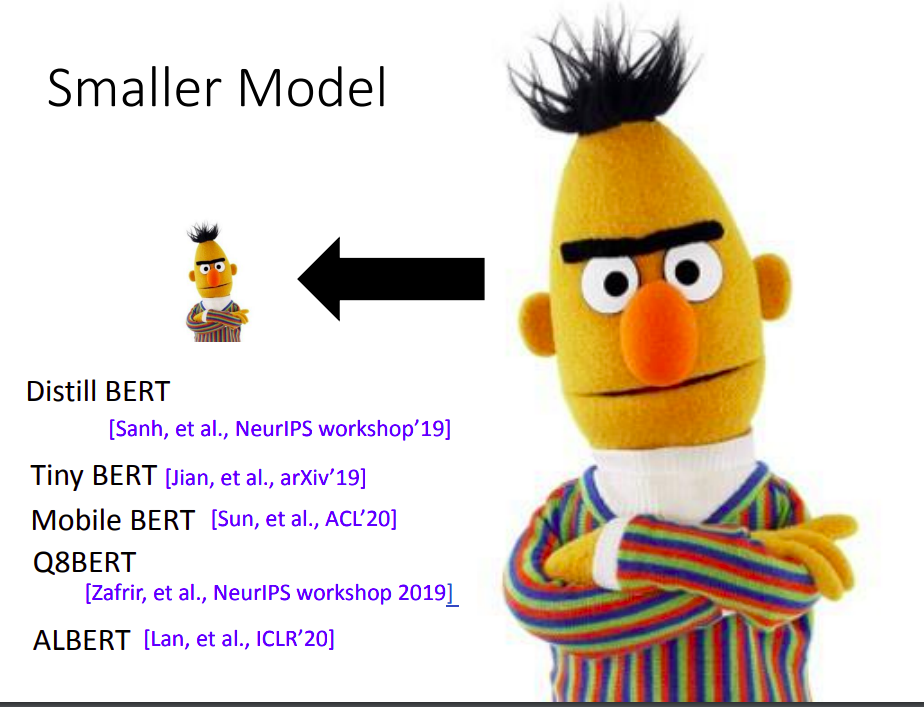 Smaller Model
Distill BERT
[Sanh, et al., NeurIPS workshop’19]
Tiny BERT [Jian, et al., arXiv’19]
Mobile BERT [Sun, et al., ACL’20]
Q8BERT
[Zafrir, et al., NeurIPS workshop 2019]
ALBERT [Lan, et al., ICLR’20]